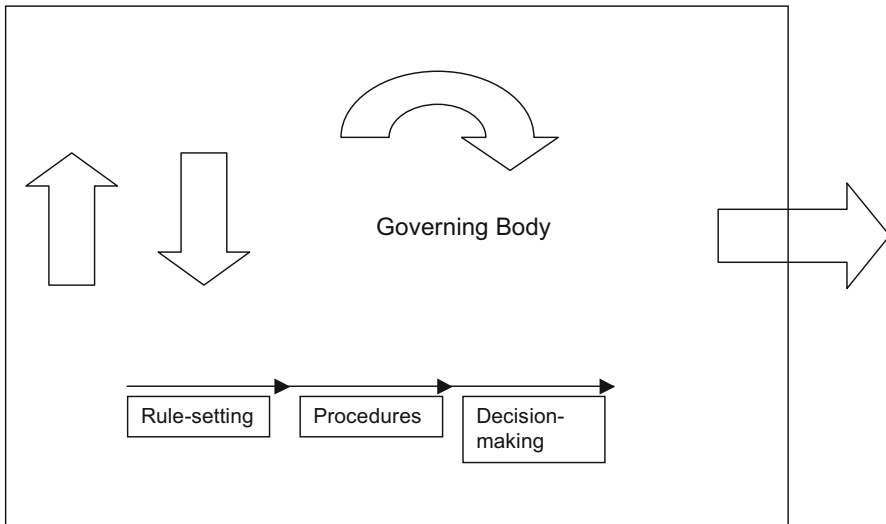 Governing Body
Rule-setting
Procedures
Decision-
making